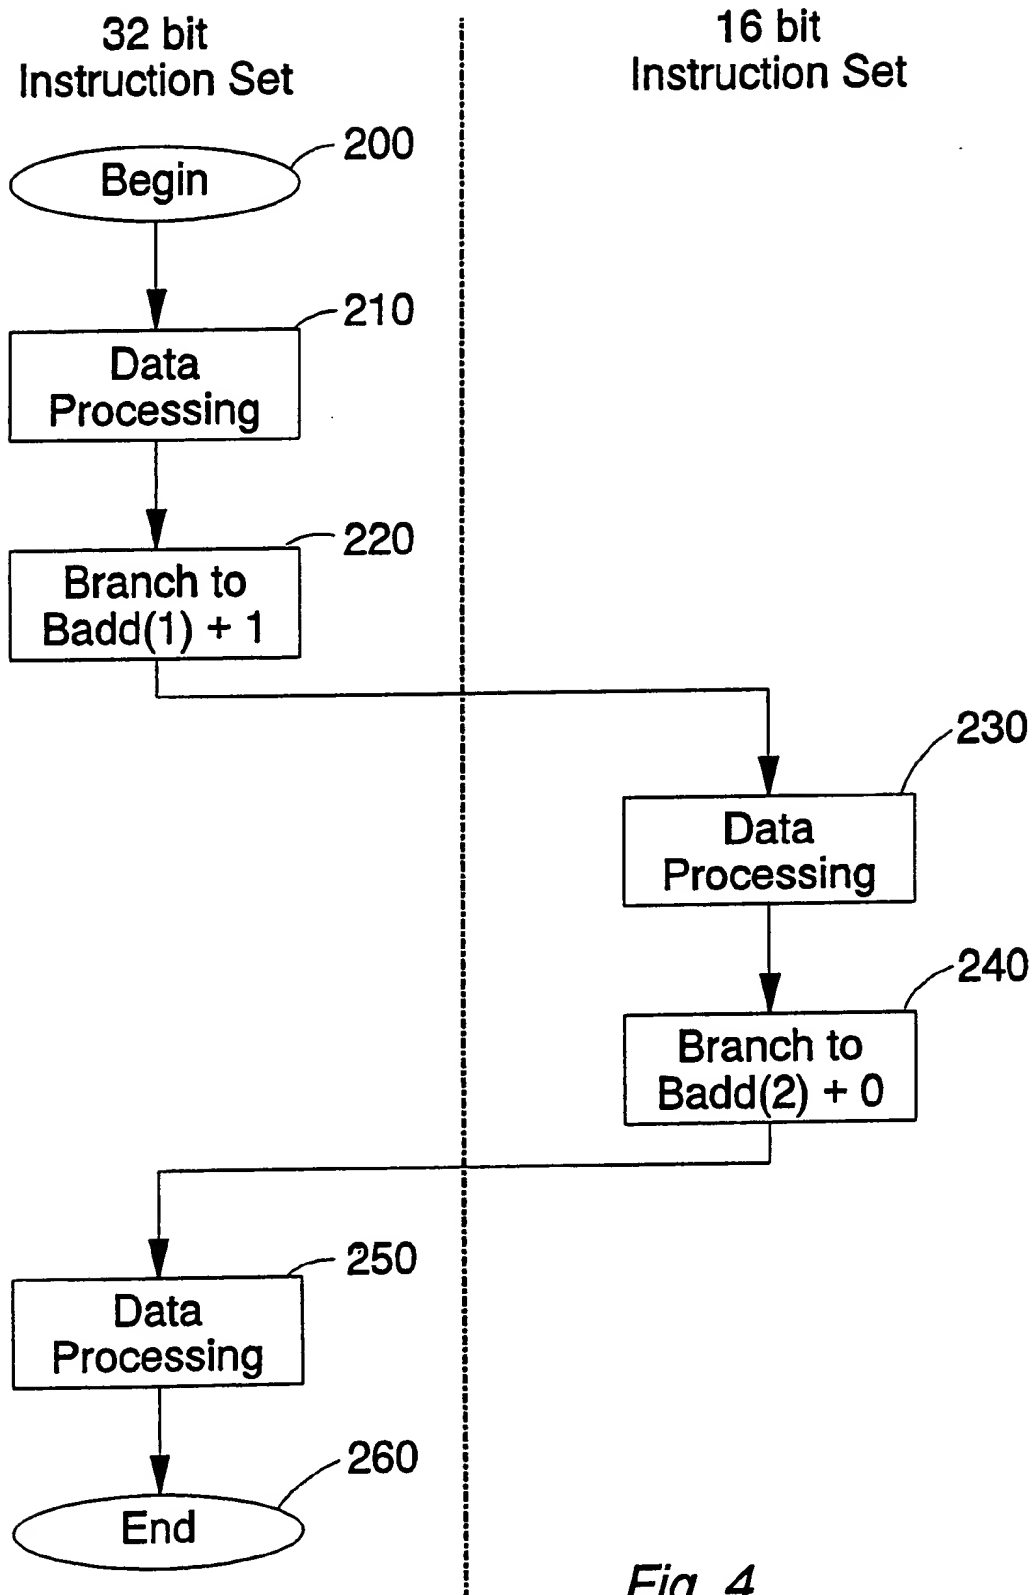 32 bit
Instruction Set
16 bit
Instruction Set
200
Begin
210
Data
Processing
220
Branch to
Badd(1) + 1
230
Data
Processing
240
Branch to
Badd(2) + 0
250
Data
Processing
260
End
Fig. 4